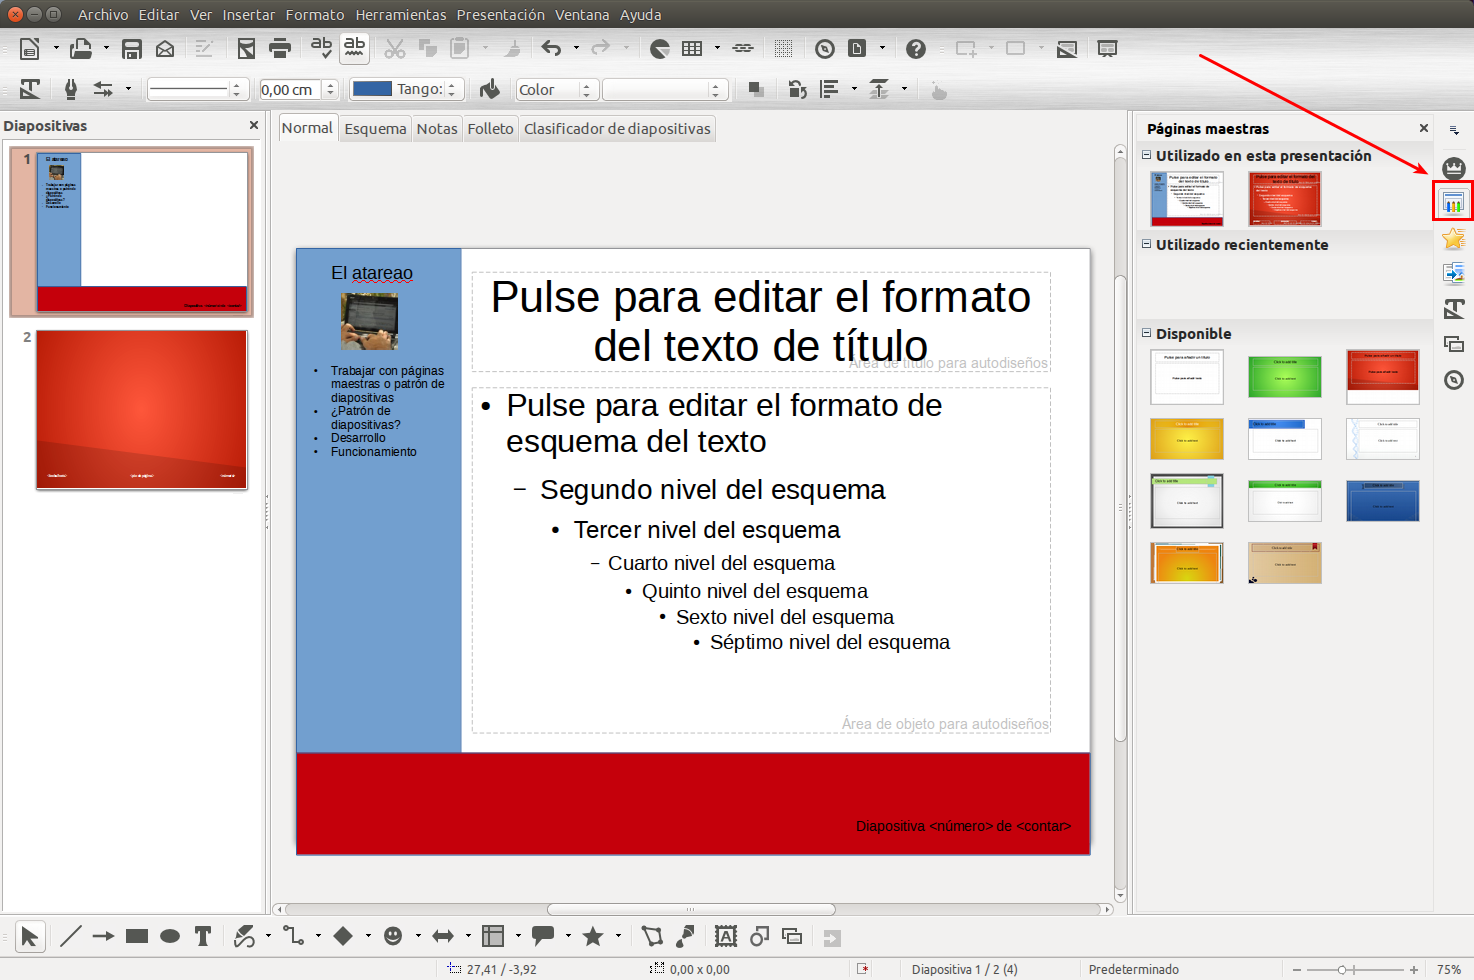 Archivo Editar Ver Insertar Formato Herramientas Presentación Ventana Ayuda
0,00 cm
Tango:
Color
Diapositivas
Normal Esquema Notas Folleto Clasificador de diapositivas
Páginas maestras
Utilizado en esta presentación
Utilizado recientemente
Disponible
1
2
El atareao
Trabajar con páginas
maestras o patrón de
diapositivas
¿Patrón de
diapositivas?
Desarrollo
Funcionamiento
Pulse para editar el formato
del texto de título
Área de título para autodiseños
Pulse para editar el formato de
esquema del texto
Segundo nivel del esquema
Tercer nivel del esquema
Cuarto nivel del esquema
Quinto nivel del esquema
Sexto nivel del esquema
Séptimo nivel del esquema
Área de objeto para autodiseños
Diapositiva <número> de <contar>
27,41 / -3,92
0,00 x 0,00
Diapositiva 1 / 2 (4)
Predeterminado
75%